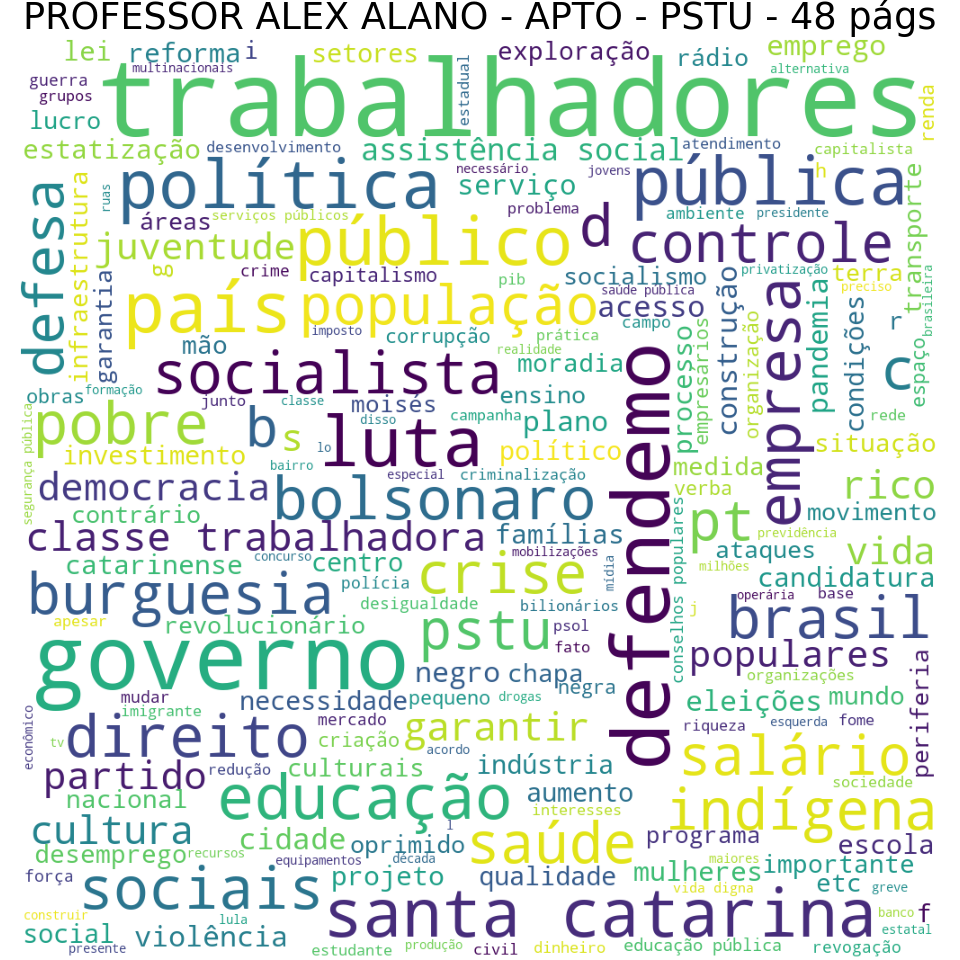 PROFESSOR ALEX ALANO - APTO - PSTU - 48 págs
lei reforma i setores exploração rádio emprego
guerra multinacionais estadual alternativa
grupos trabalhadores renda
lucro
estatização desenvolvimento assistência social atendimento capitalista
política necessário jovens pública h
defesa infraestrutura ruas serviço transporte
áreas serviços públicos problema d ambiente presidente
juventude público controle
g crime capitalismo pib socialismo privatização terra
garantia país população saúde pública acesso preciso brasileira
mão imposto corrupção prática campo construção empresa pandemia condições r
socialista realidade moradia processo empresários organização espaço c
obras formação junto classe moisés ensino defendemo
pobre b s disso campanha plano rede
segurança pública investimento lo luta político situação
bairro especial criminalização medida
democracia bolsonaro verba rico
contrário pt movimento
classe trabalhadora famílias previdência
catarinense concurso centro mobilizações ataques vida
polícia crise mídia conselhos populares milhões candidatura
burguesia desigualdade bilionários j operária base
apesar revolucionário pstu psol brasil
governo fato populares
negro chapa negra organizações
mudar necessidade pequeno drogas eleições mundo
imigrante mercado garantir riqueza esquerda fome periferia
econômico tv direito criação acordo salário
partido redução culturais indústria sociedade
nacional educação aumento indígena
cultura interesses
cidade l saúde programa escola
desemprego recursos oprimido maiores
equipamentos década mulheres importante
força sociais projeto qualidade vida digna etc greve
construir lula santa catarina banco f
social violência estatal
presente estudante produção civil dinheiro educação pública revogação